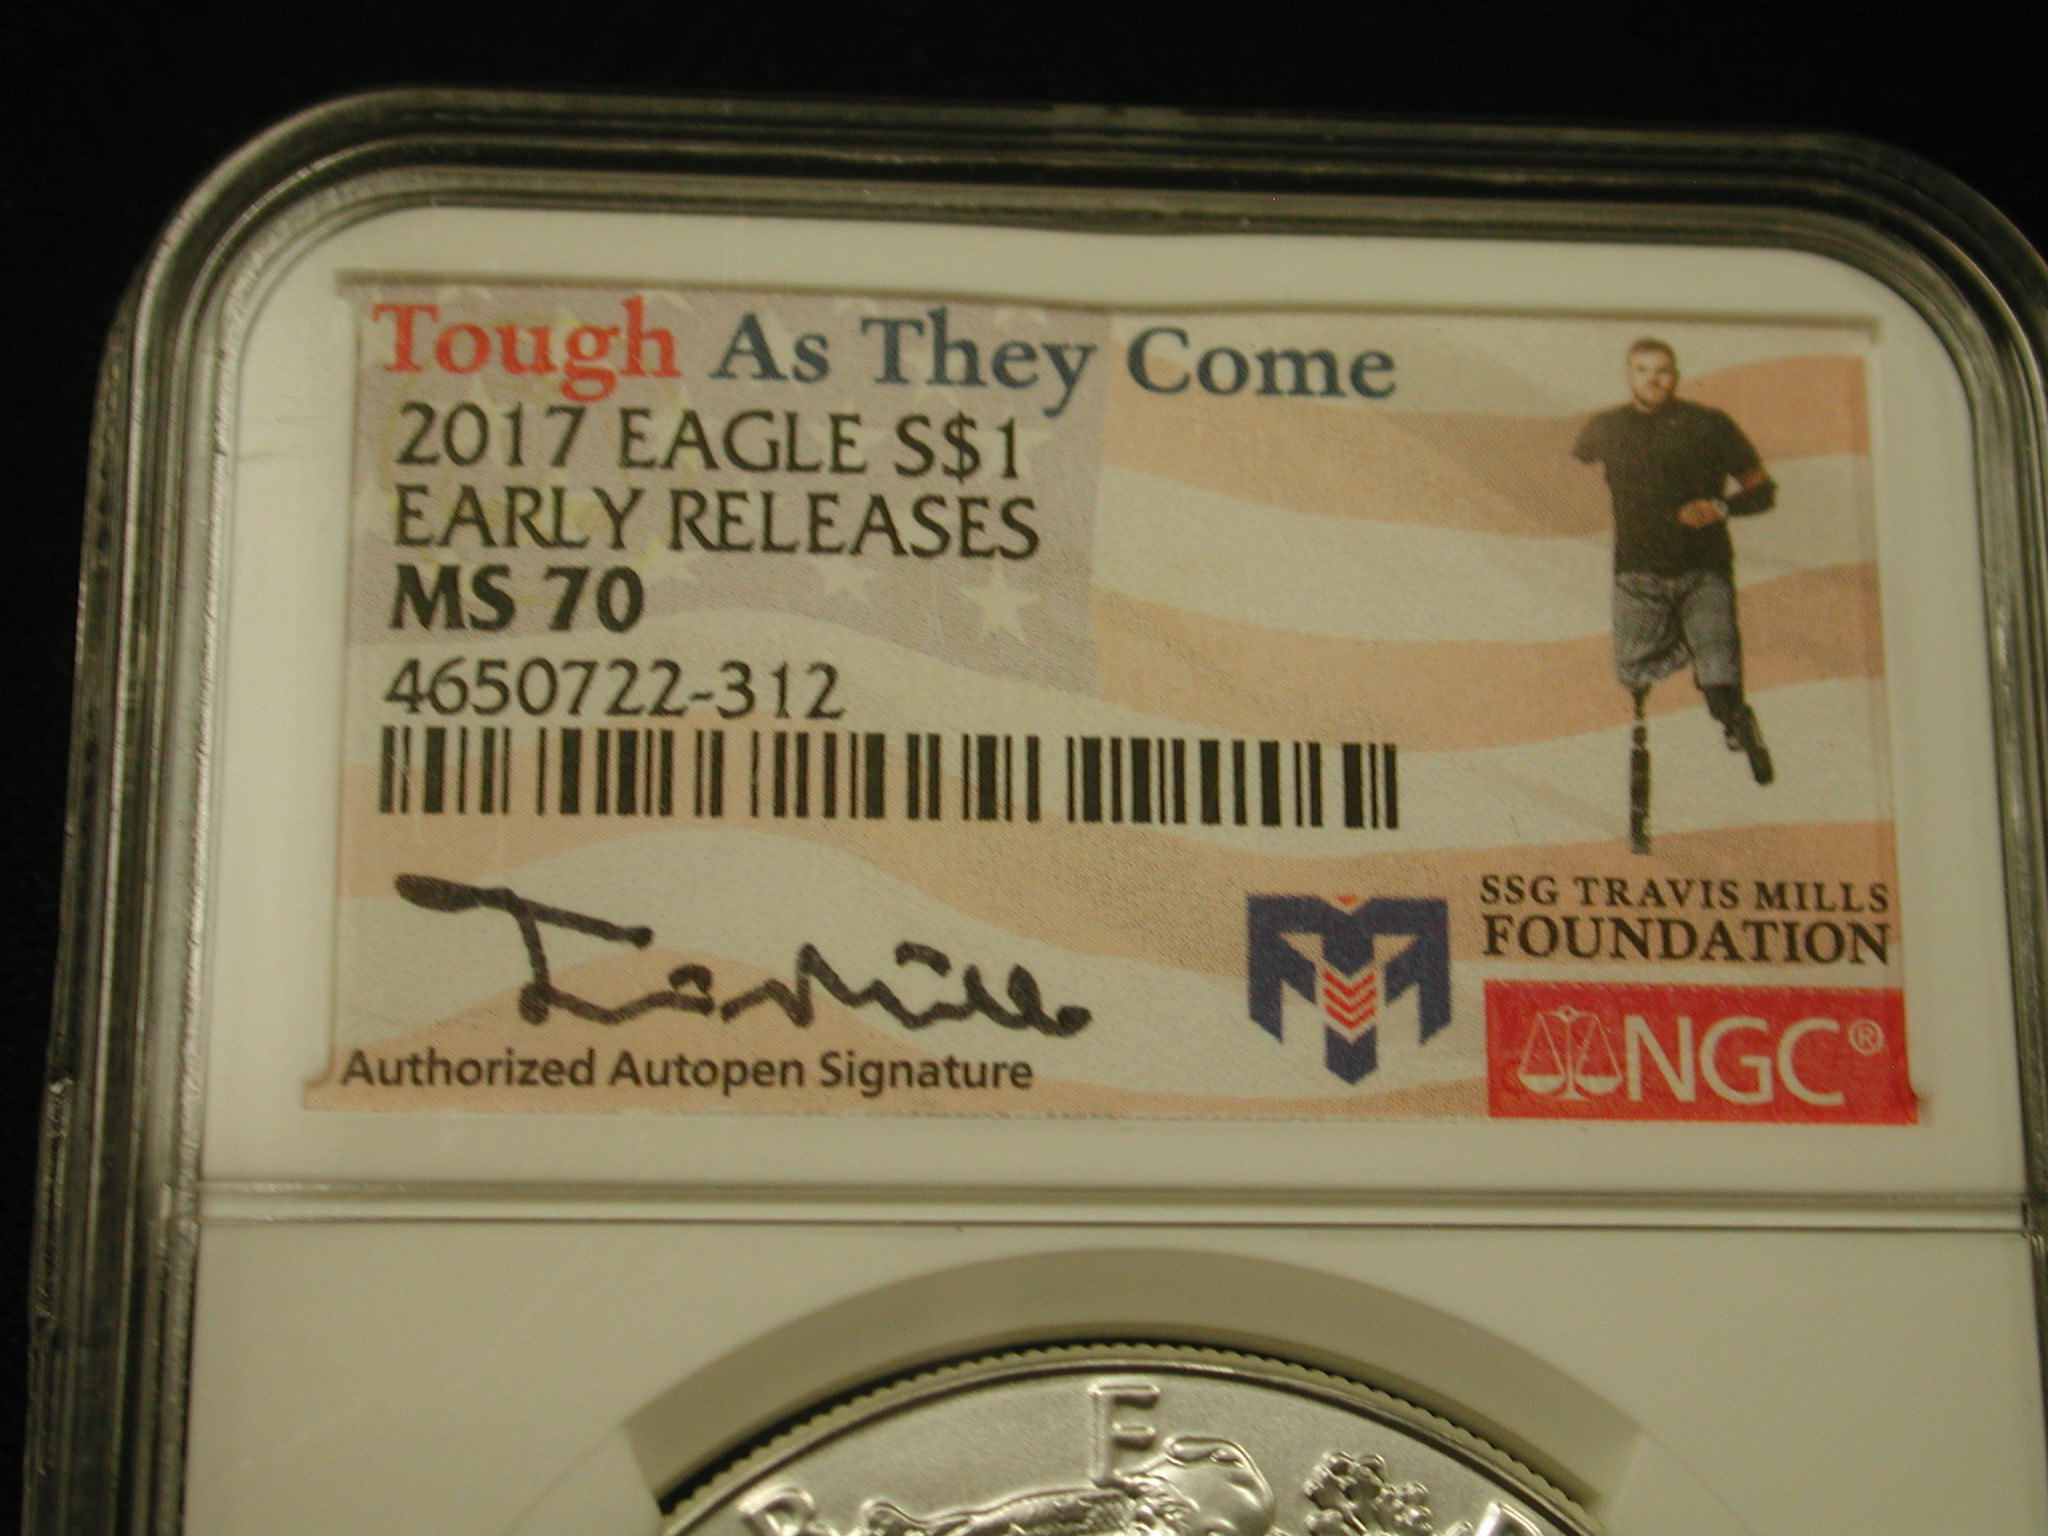 Tough As They Come
2017 EAGLE S$1
EARLY RELEASES
MS 70
4650722-312
Authorized Autopen Signature
SSG TRAVIS MILLS
FOUNDATION
NGC®
E